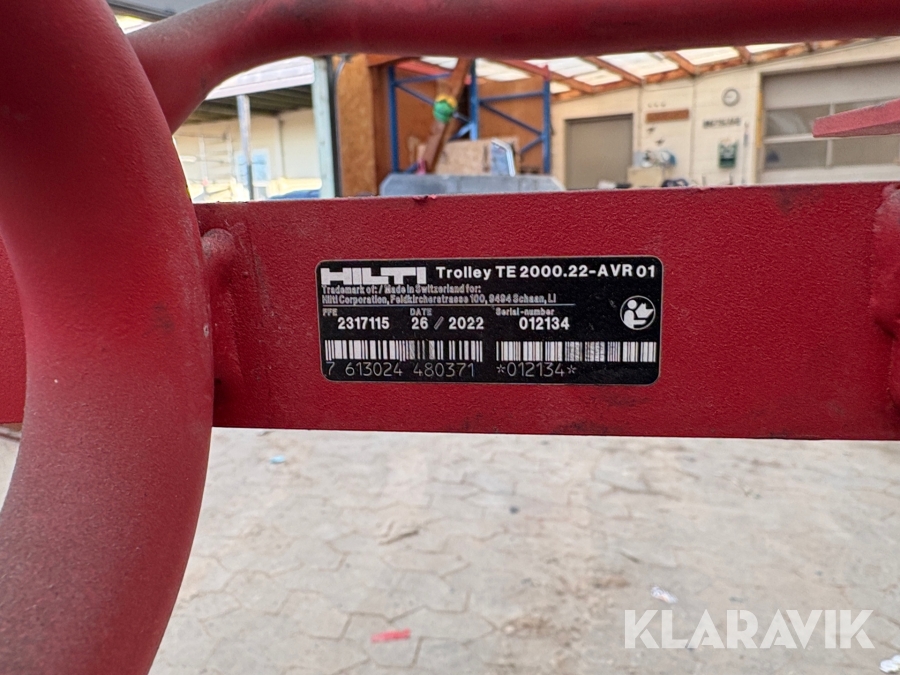 HILTI Trolley TE 2000.22-AVR 01
Trademark of: / Made in Switzerland for:
Hilti Corporation, Feldkircherstrasse 100, 9494 Schaan, LI
DATE Serial-number
2317115 26 / 2022 012134
7 613024 480371 *012134*
KLARAVIK